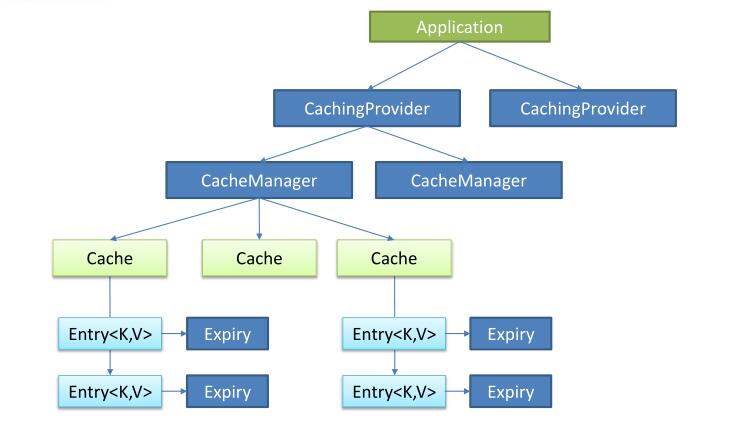 Application
CachingProvider
CachingProvider
CacheManager
CacheManager
Cache
Cache
Cache
Entry<K,V>
Expiry
Entry<K,V>
Expiry
Entry<K,V>
Expiry
Entry<K,V>
Expiry